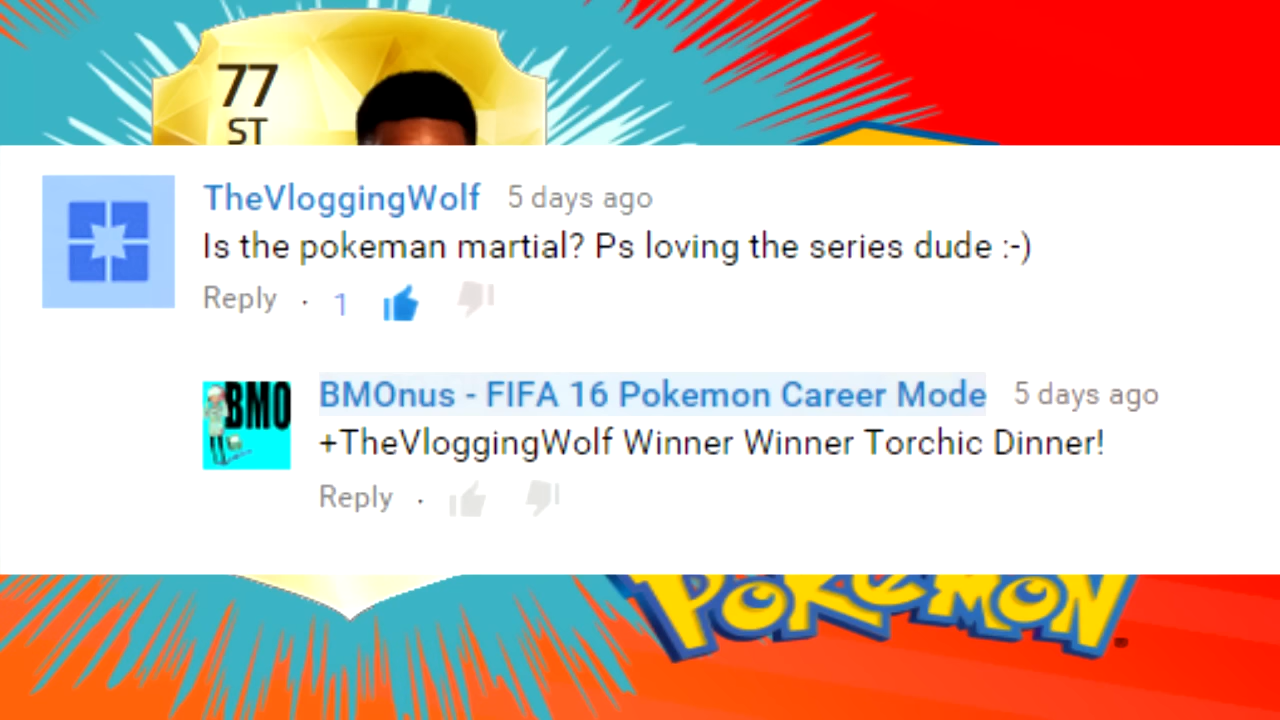 77
ST
TheVloggingWolf 5 days ago
Is the pokeman martial? Ps loving the series dude :-)
Reply · 1
BMO
BMOnus - FIFA 16 Pokemon Career Mode 5 days ago
+TheVloggingWolf Winner Winner Torchic Dinner!
Reply ·
POKéMON